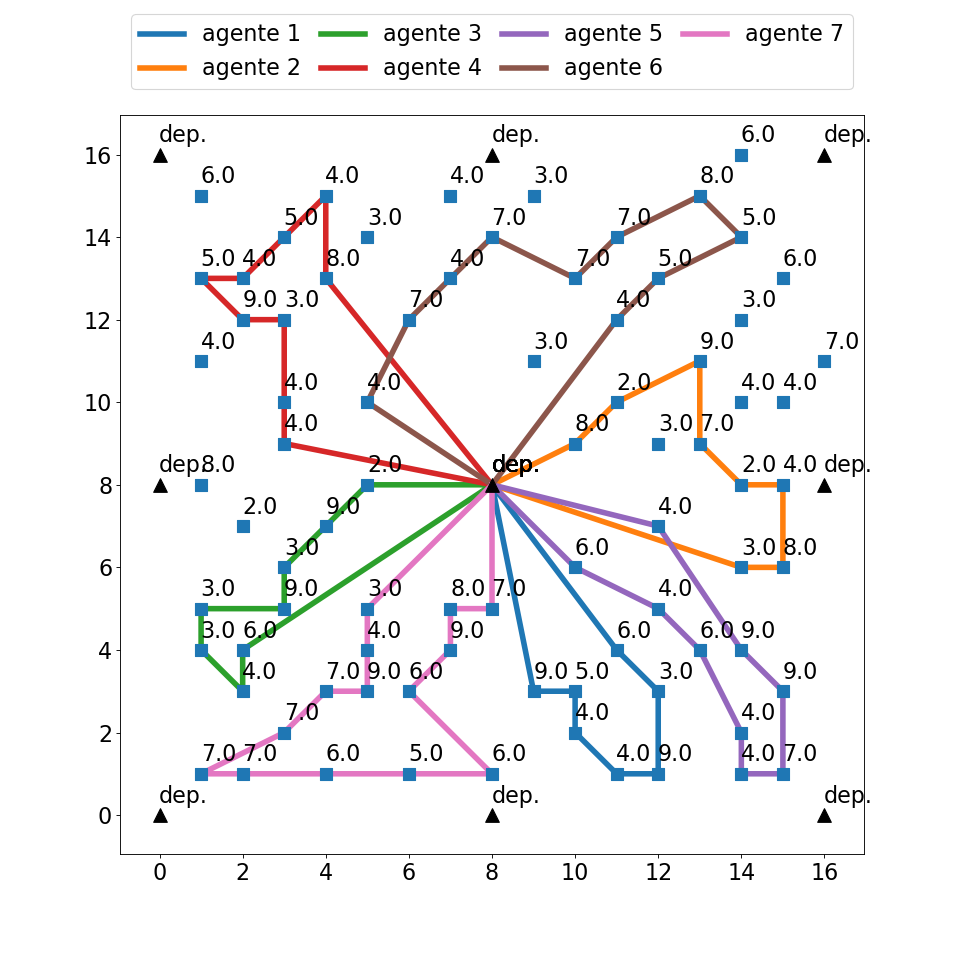 agente 1 agente 3 agente 5 agente 7
agente 2 agente 4 agente 6
6.0
dep. dep. dep.
16
6.0 4.0 4.0 3.0 8.0
5.0 3.0 7.0 7.0 5.0
14
5.0 4.0 8.0 4.0 7.0 5.0 6.0
9.0 3.0 7.0 4.0 3.0
12
4.0 3.0 9.0 7.0
4.0 4.0 2.0 4.0 4.0
10
4.0 8.0 3.0 7.0
dep. 8.0 2.0 dep. 2.0 4.0 dep.
8
2.0 9.0 4.0
3.0 6.0 3.0 8.0
6
3.0 9.0 3.0 8.0 7.0 4.0
3.0 6.0 4.0 9.0 6.0 6.0 9.0
4
4.0 7.0 9.0 6.0 9.0 5.0 3.0 9.0
7.0 4.0 4.0
2
7.0 7.0 6.0 5.0 6.0 4.0 9.0 4.0 7.0
dep. dep. dep.
0
0 2 4 6 8 10 12 14 16